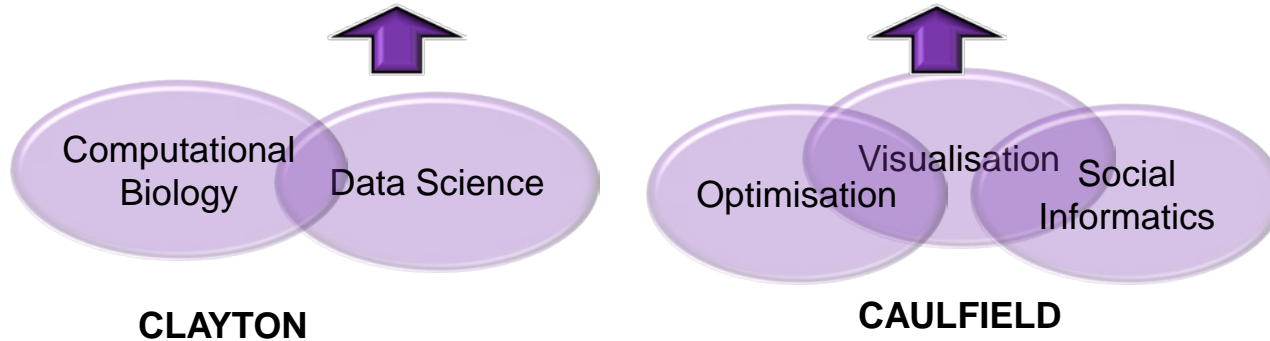 Computational
Biology
Data Science
CLAYTON
Optimisation
Visualisation
Social
Informatics
CAULFIELD